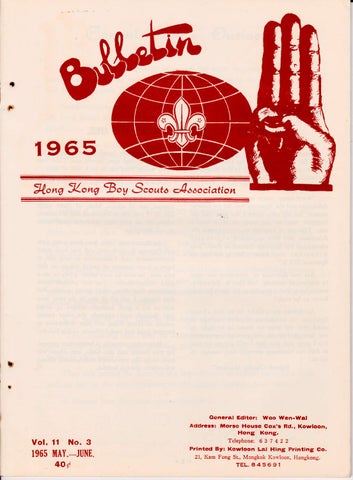 Bulletin
1965
Hong Kong Boy Scouts Association
General Editor: Woo Wen-Wai
Address: Morse House Cox's Rd., Kowloon,
Hong Kong.
Telephone. 637422
Printed By: Kowloon Lai Hing Printing Co.
21, Kam Fong St., Mongkok Kowloon, Hongkong.
TEL. 845691
Vol. 11 No. 3
1965 MAY.—JUNE.
40¢